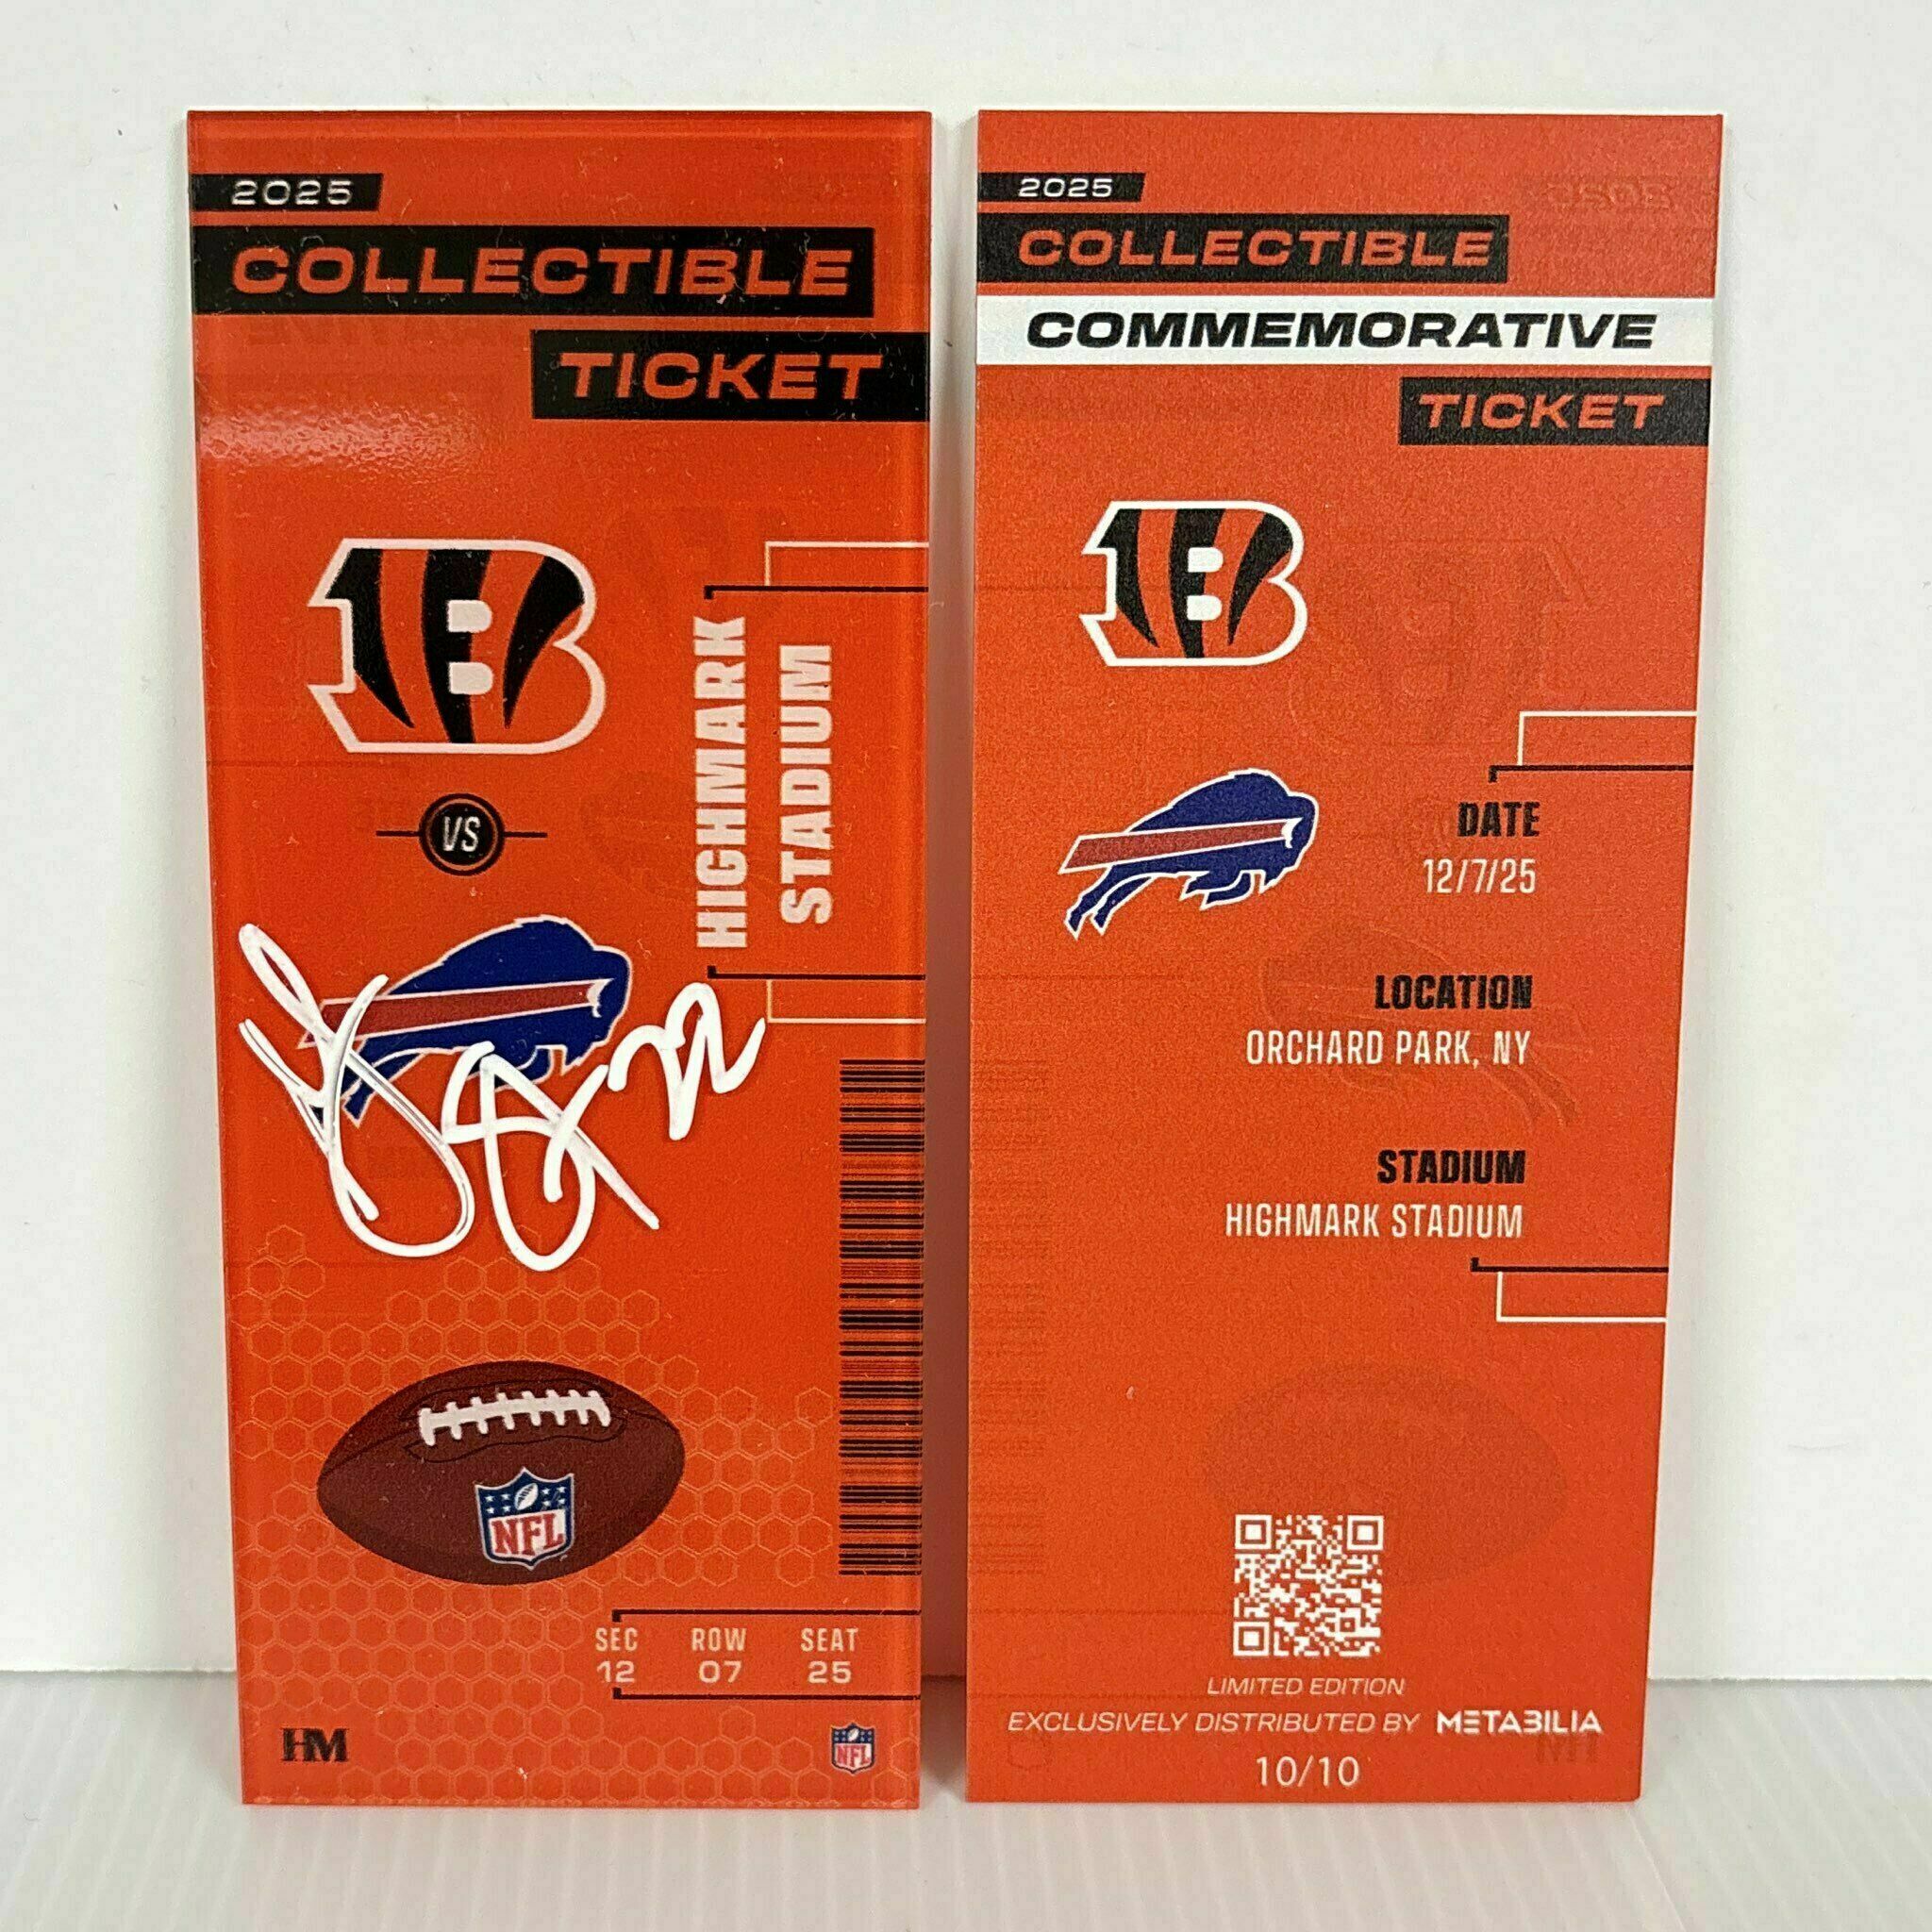 2025
COLLECTIBLE
TICKET
HIGHMARK
STADIUM
VS
22
NFL
SEC ROW SEAT
12 07 25
HM
NFL
2025
COLLECTIBLE
COMMEMORATIVE
TICKET
DATE
12/7/25
LOCATION
ORCHARD PARK, NY
STADIUM
HIGHMARK STADIUM
LIMITED EDITION
EXCLUSIVELY DISTRIBUTED BY METABILIA
10/10